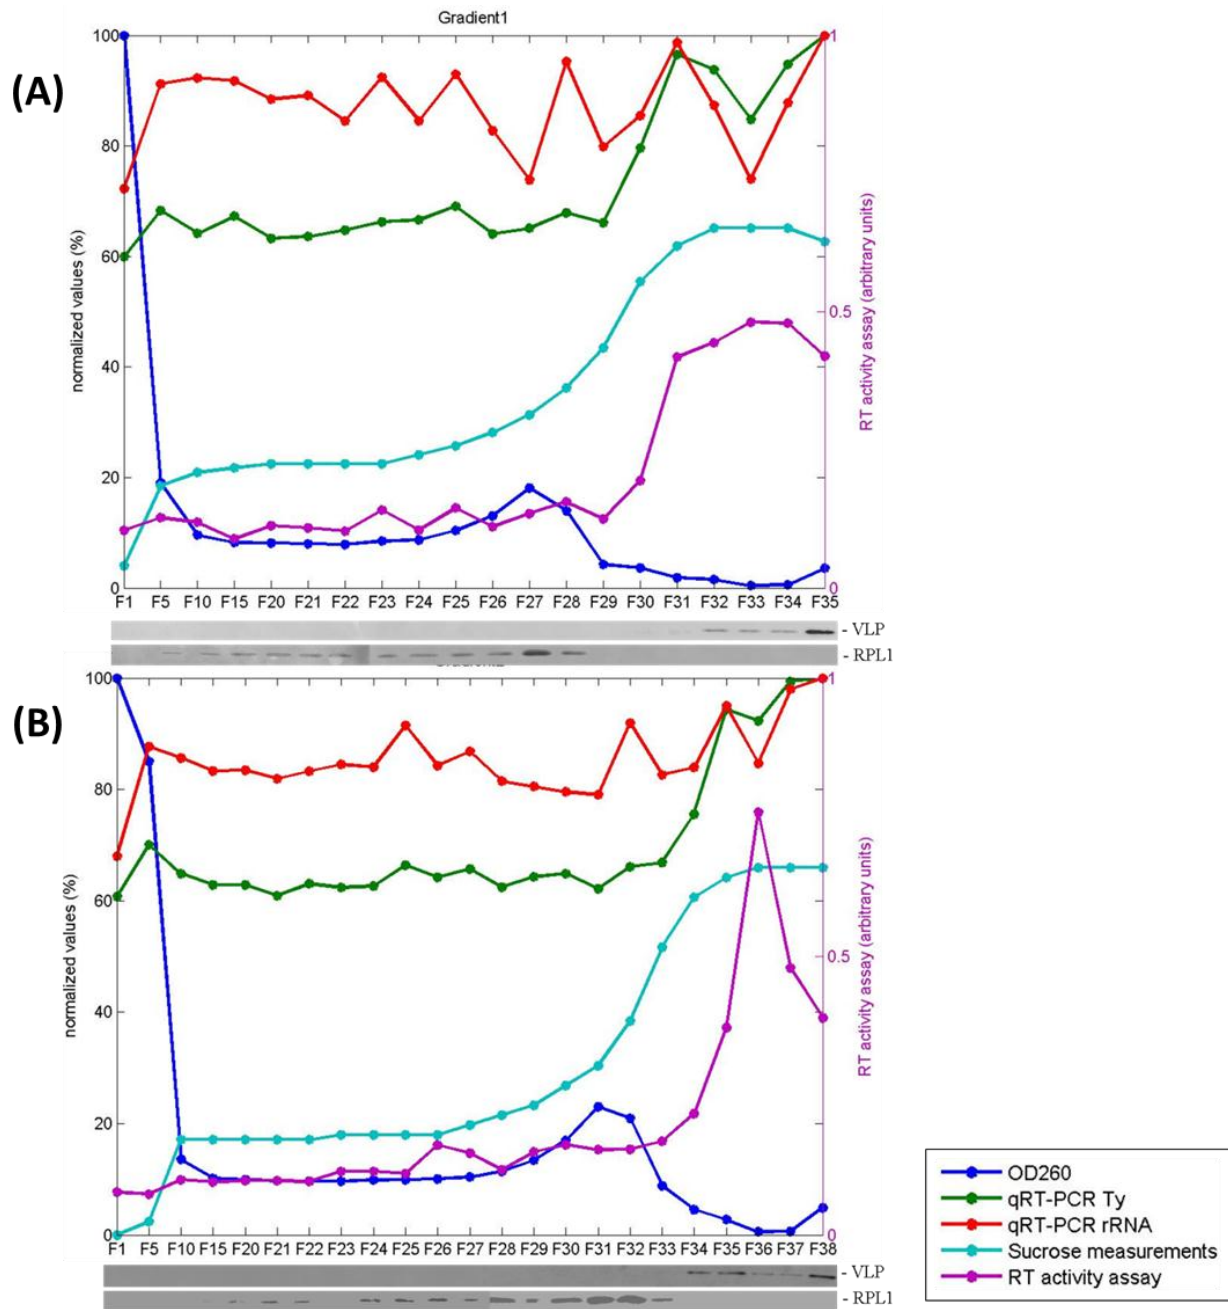 Gradient1
(A)
100
80
60
40
20
0
normalized values (%)
1
0.5
0
RT activity assay (arbitrary units)
F1 F5 F10 F15 F20 F21 F22 F23 F24 F25 F26 F27 F28 F29 F30 F31 F32 F33 F34 F35
- VLP
- RPL1
(B)
100
80
60
40
20
0
normalized values (%)
1
0.5
0
RT activity assay (arbitrary units)
F1 F5 F10 F15 F20 F21 F22 F23 F24 F25 F26 F27 F28 F29 F30 F31 F32 F33 F34 F35 F36 F37 F38
- VLP
- RPL1
OD260
qRT-PCR Ty
qRT-PCR rRNA
Sucrose measurements
RT activity assay